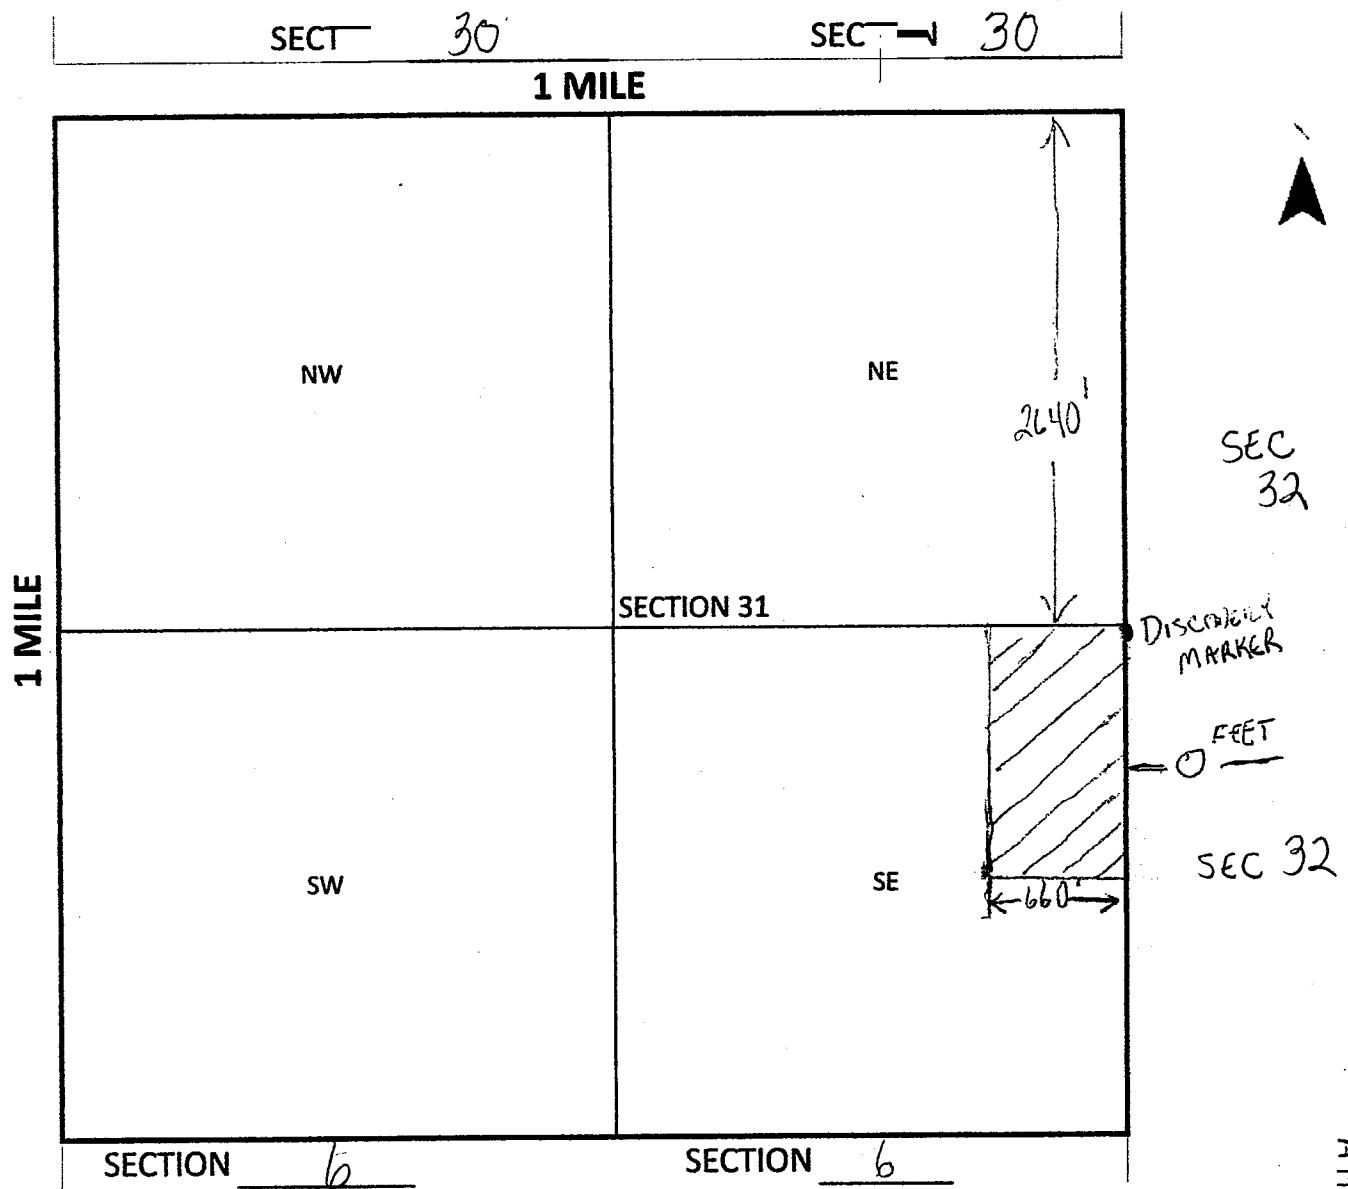 SECT 30
SEC 30
1 MILE
NW
NE
2640'
SEC
32
1 MILE
SECTION 31
DISCOVERY
MARKER
0 FEET
SW
SE
660'
SEC 32
SECTION 6
SECTION 6